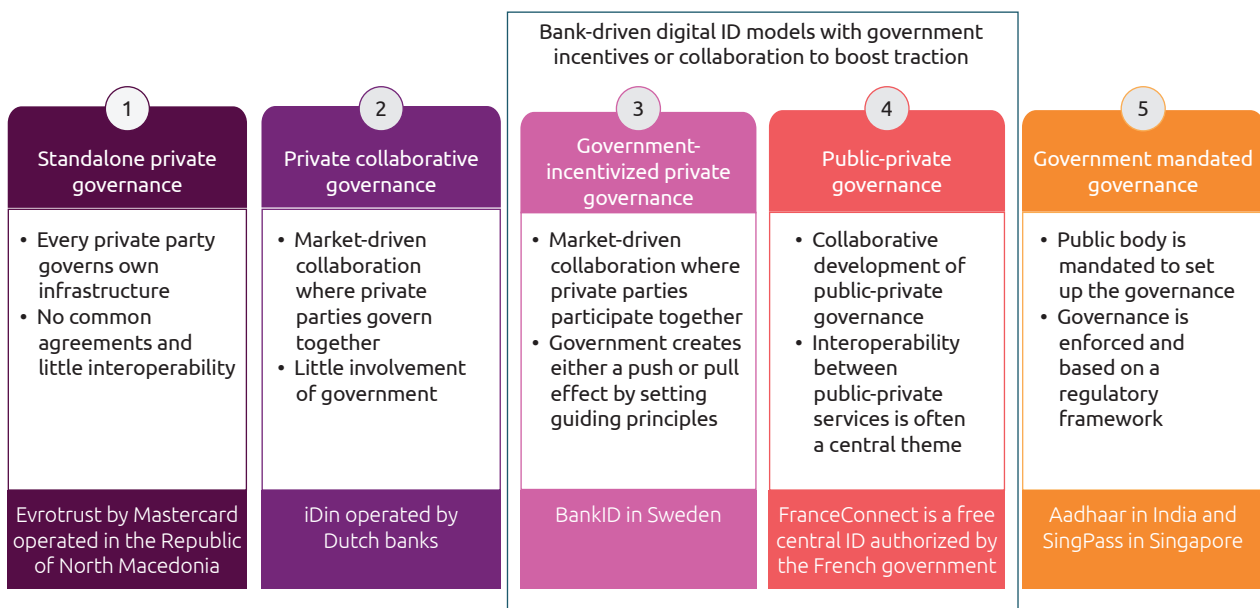 Bank-driven digital ID models with government
incentives or collaboration to boost traction
1
Standalone private
governance
• Every private party
governs own
infrastructure
• No common
agreements and
little interoperability
Evrotrust by Mastercard
operated in the Republic
of North Macedonia
2
Private collaborative
governance
• Market-driven
collaboration
where private
parties govern
together
• Little involvement
of government
iDin operated by
Dutch banks
3
Government-
incentivized private
governance
• Market-driven
collaboration where
private parties
participate together
• Government creates
either a push or pull
effect by setting
guiding principles
BankID in Sweden
4
Public-private
governance
• Collaborative
development of
public-private
governance
• Interoperability
between
public-private
services is often
a central theme
FranceConnect is a free
central ID authorized by
the French government
5
Government mandated
governance
• Public body is
mandated to set
up the governance
• Governance is
enforced and
based on a
regulatory
framework
Aadhaar in India and
SingPass in Singapore